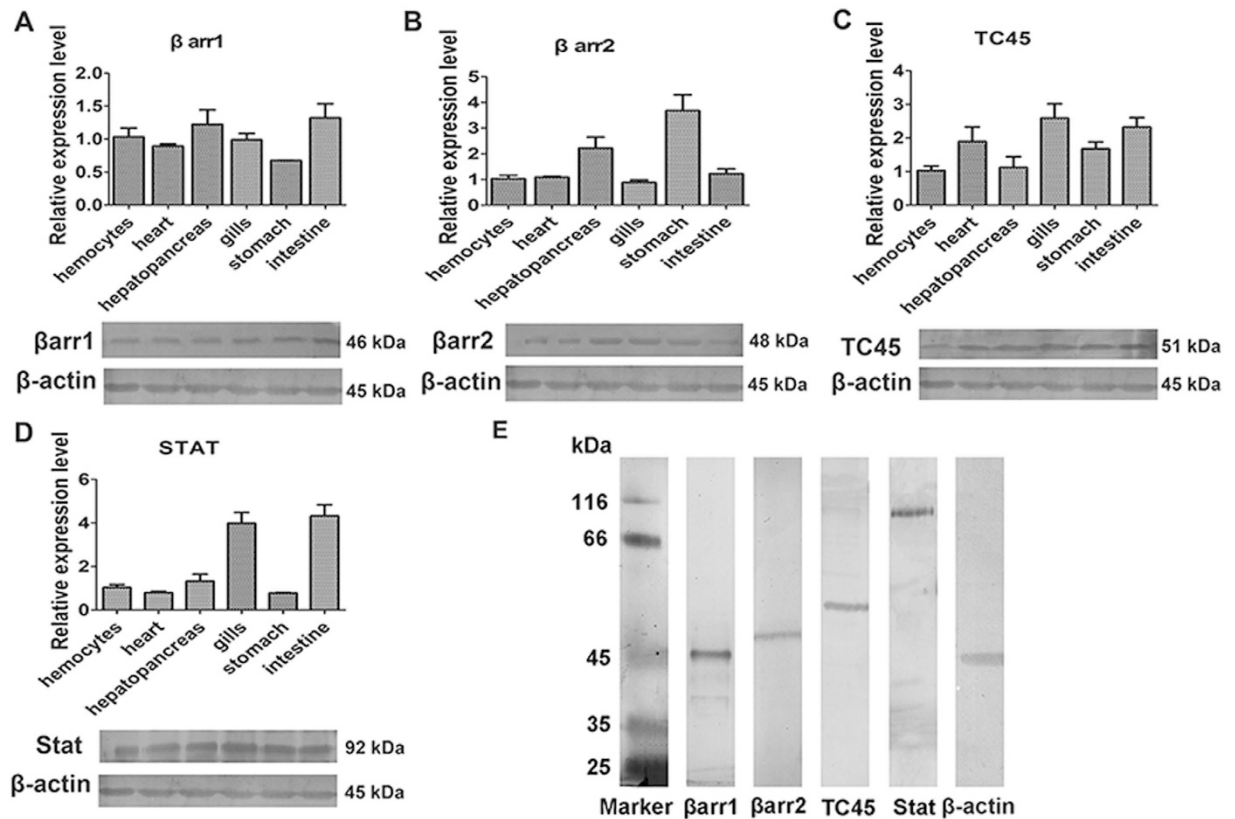 A
β arr1
Relative expression level
2.0
1.5
1.0
0.5
0.0
hemocytes
heart
hepatopancreas
gills
stomach
intestine
βarr1
46 kDa
β-actin
45 kDa
B
β arr2
Relative expression level
5
4
3
2
1
0
hemocytes
heart
hepatopancreas
gills
stomach
intestine
βarr2
48 kDa
β-actin
45 kDa
C
TC45
Relative expression level
4
3
2
1
0
hemocytes
heart
hepatopancreas
gills
stomach
intestine
TC45
51 kDa
β-actin
45 kDa
D
STAT
Relative expression level
6
4
2
0
hemocytes
heart
hepatopancreas
gills
stomach
intestine
Stat
92 kDa
β-actin
45 kDa
E
kDa
116
66
45
35
25
Marker βarr1 βarr2 TC45 Stat β-actin